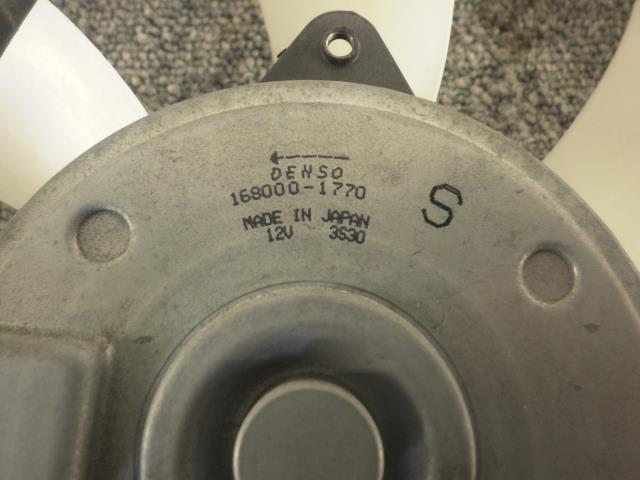 DENSO
168000-1770
MADE IN JAPAN
12V 3S30
S